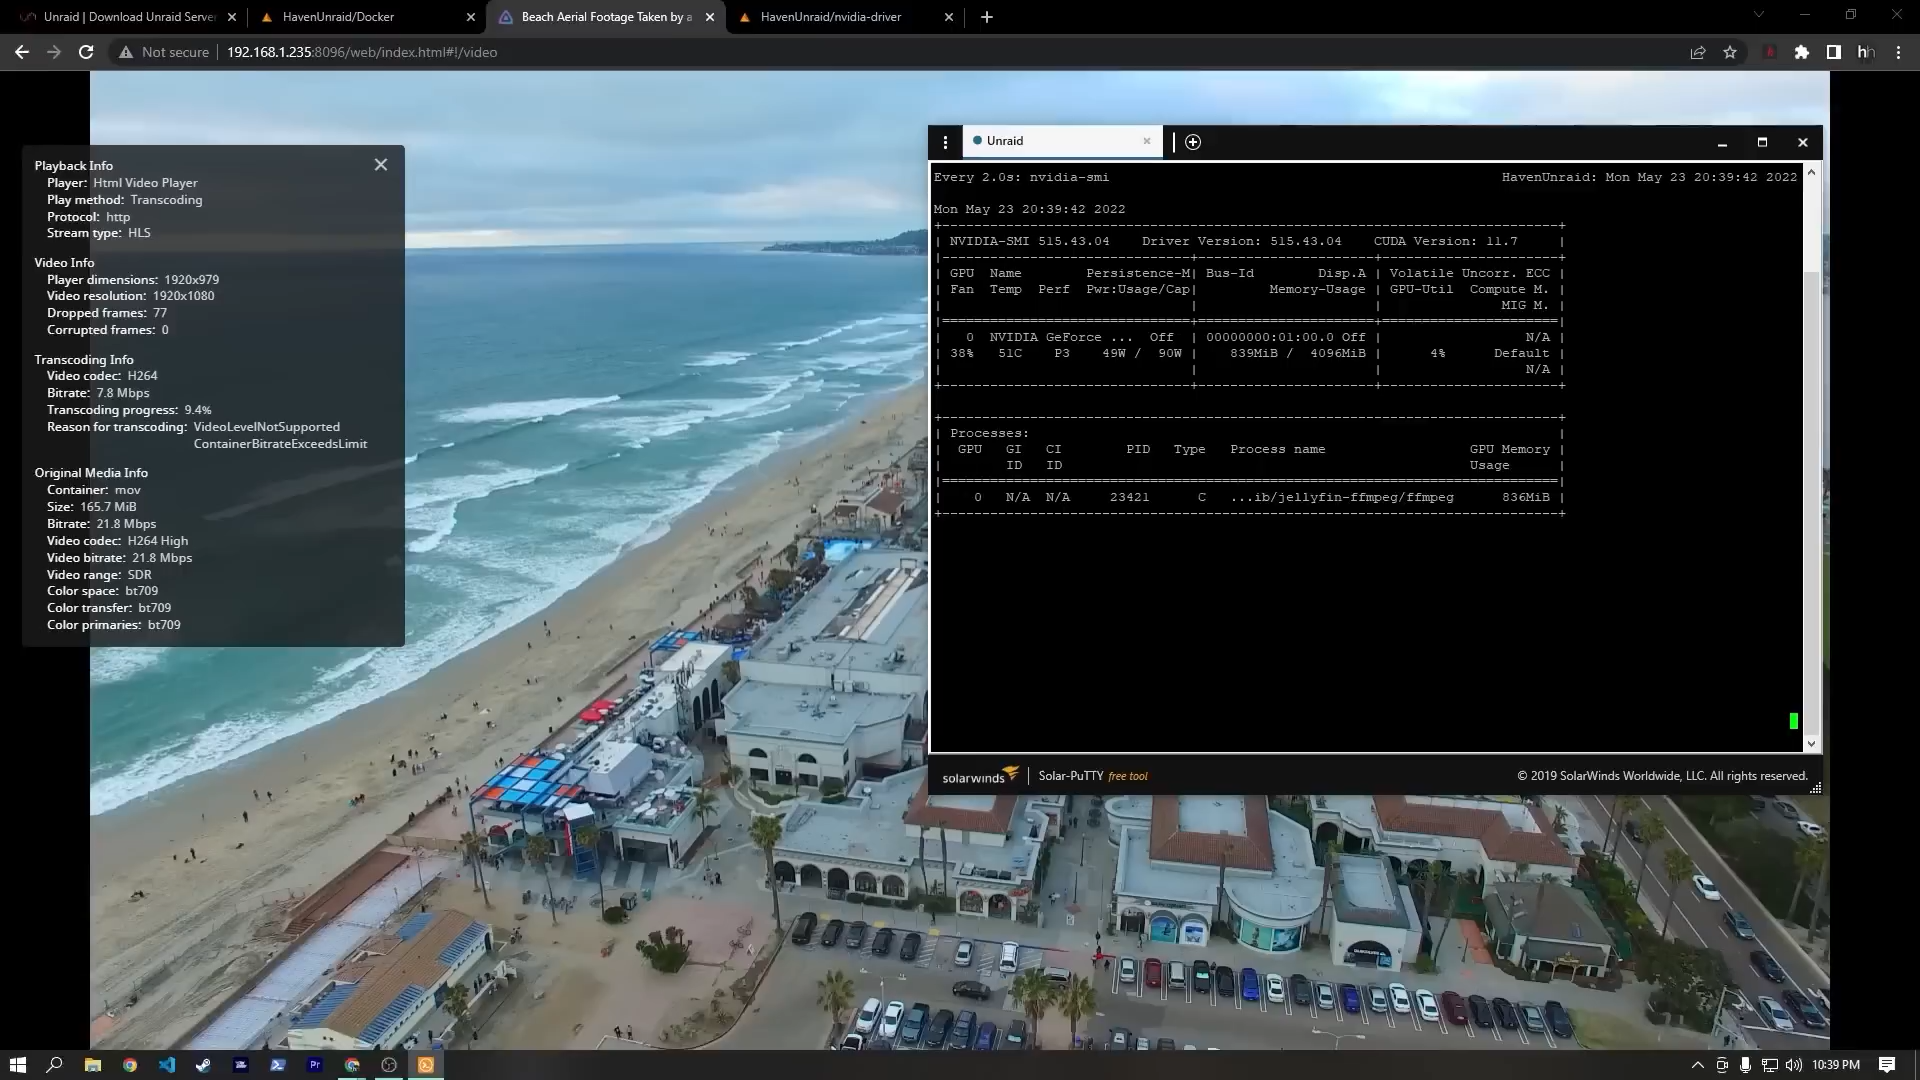 Unraid | Download Unraid Server
HavenUnraid/Docker
Beach Aerial Footage Taken by a
HavenUnraid/nvidia-driver
Not secure
192.168.1.235:8096/web/index.html#!/video
Playback Info
Player: Html Video Player
Play method: Transcoding
Protocol: http
Stream type: HLS
Video Info
Player dimensions: 1920x979
Video resolution: 1920x1080
Dropped frames: 77
Corrupted frames: 0
Transcoding Info
Video codec: H264
Bitrate: 7.8 Mbps
Transcoding progress: 9.4%
Reason for transcoding: VideoLevelNotSupported
ContainerBitrateExceedsLimit
Original Media Info
Container: mov
Size: 165.7 MiB
Bitrate: 21.8 Mbps
Video codec: H264 High
Video bitrate: 21.8 Mbps
Video range: SDR
Color space: bt709
Color transfer: bt709
Color primaries: bt709
Unraid
Every 2.0s: nvidia-smi HavenUnraid: Mon May 23 20:39:42 2022
Mon May 23 20:39:42 2022
NVIDIA-SMI 515.43.04 Driver Version: 515.43.04 CUDA Version: 11.7
GPU Name Persistence-M| Bus-Id Disp.A | Volatile Uncorr. ECC |
Fan Temp Perf Pwr:Usage/Cap| Memory-Usage | GPU-Util Compute M. |
MIG M. |
0 NVIDIA GeForce ... Off | 00000000:01:00.0 Off | N/A |
38% 51C P3 49W / 90W | 839MiB / 4096MiB | 4% Default |
N/A |
Processes:
GPU GI CI PID Type Process name GPU Memory
ID ID Usage
0 N/A N/A 23421 C ...ib/jellyfin-ffmpeg/ffmpeg 836MiB
solarwinds
Solar-PuTTY free tool
© 2019 SolarWinds Worldwide, LLC. All rights reserved.
10:39 PM